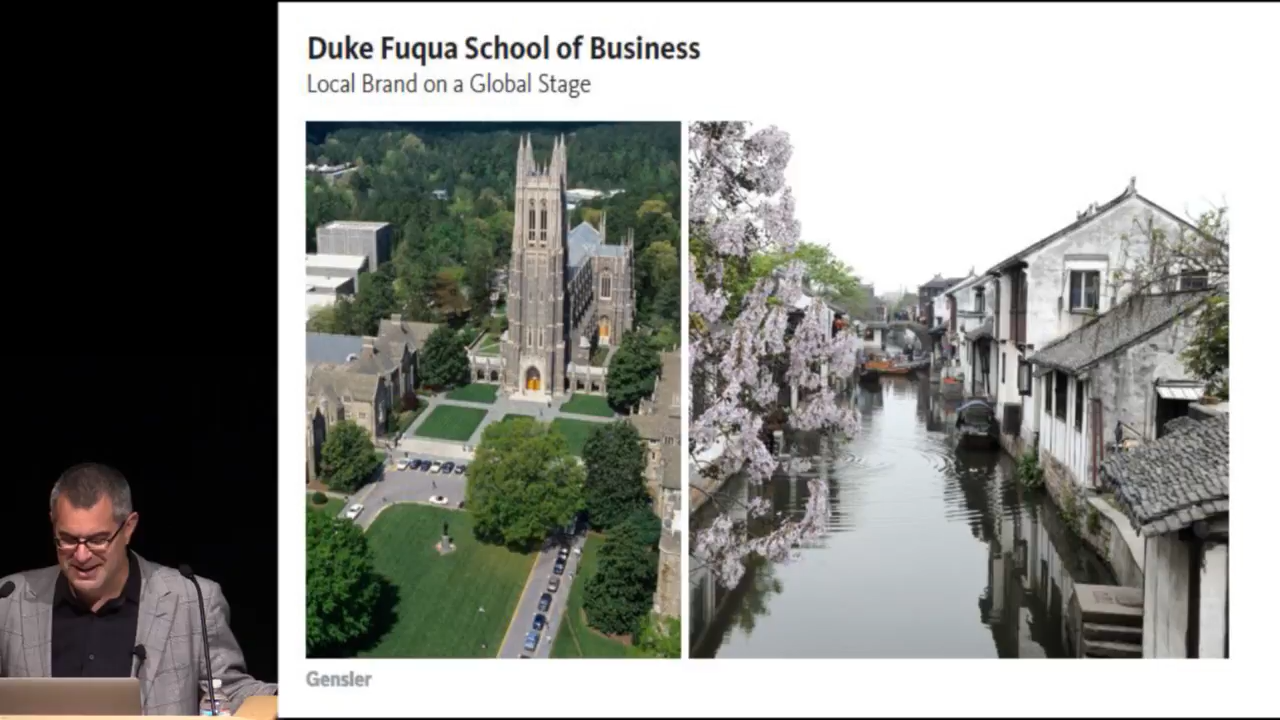 Duke Fuqua School of Business
Local Brand on a Global Stage
Gensler